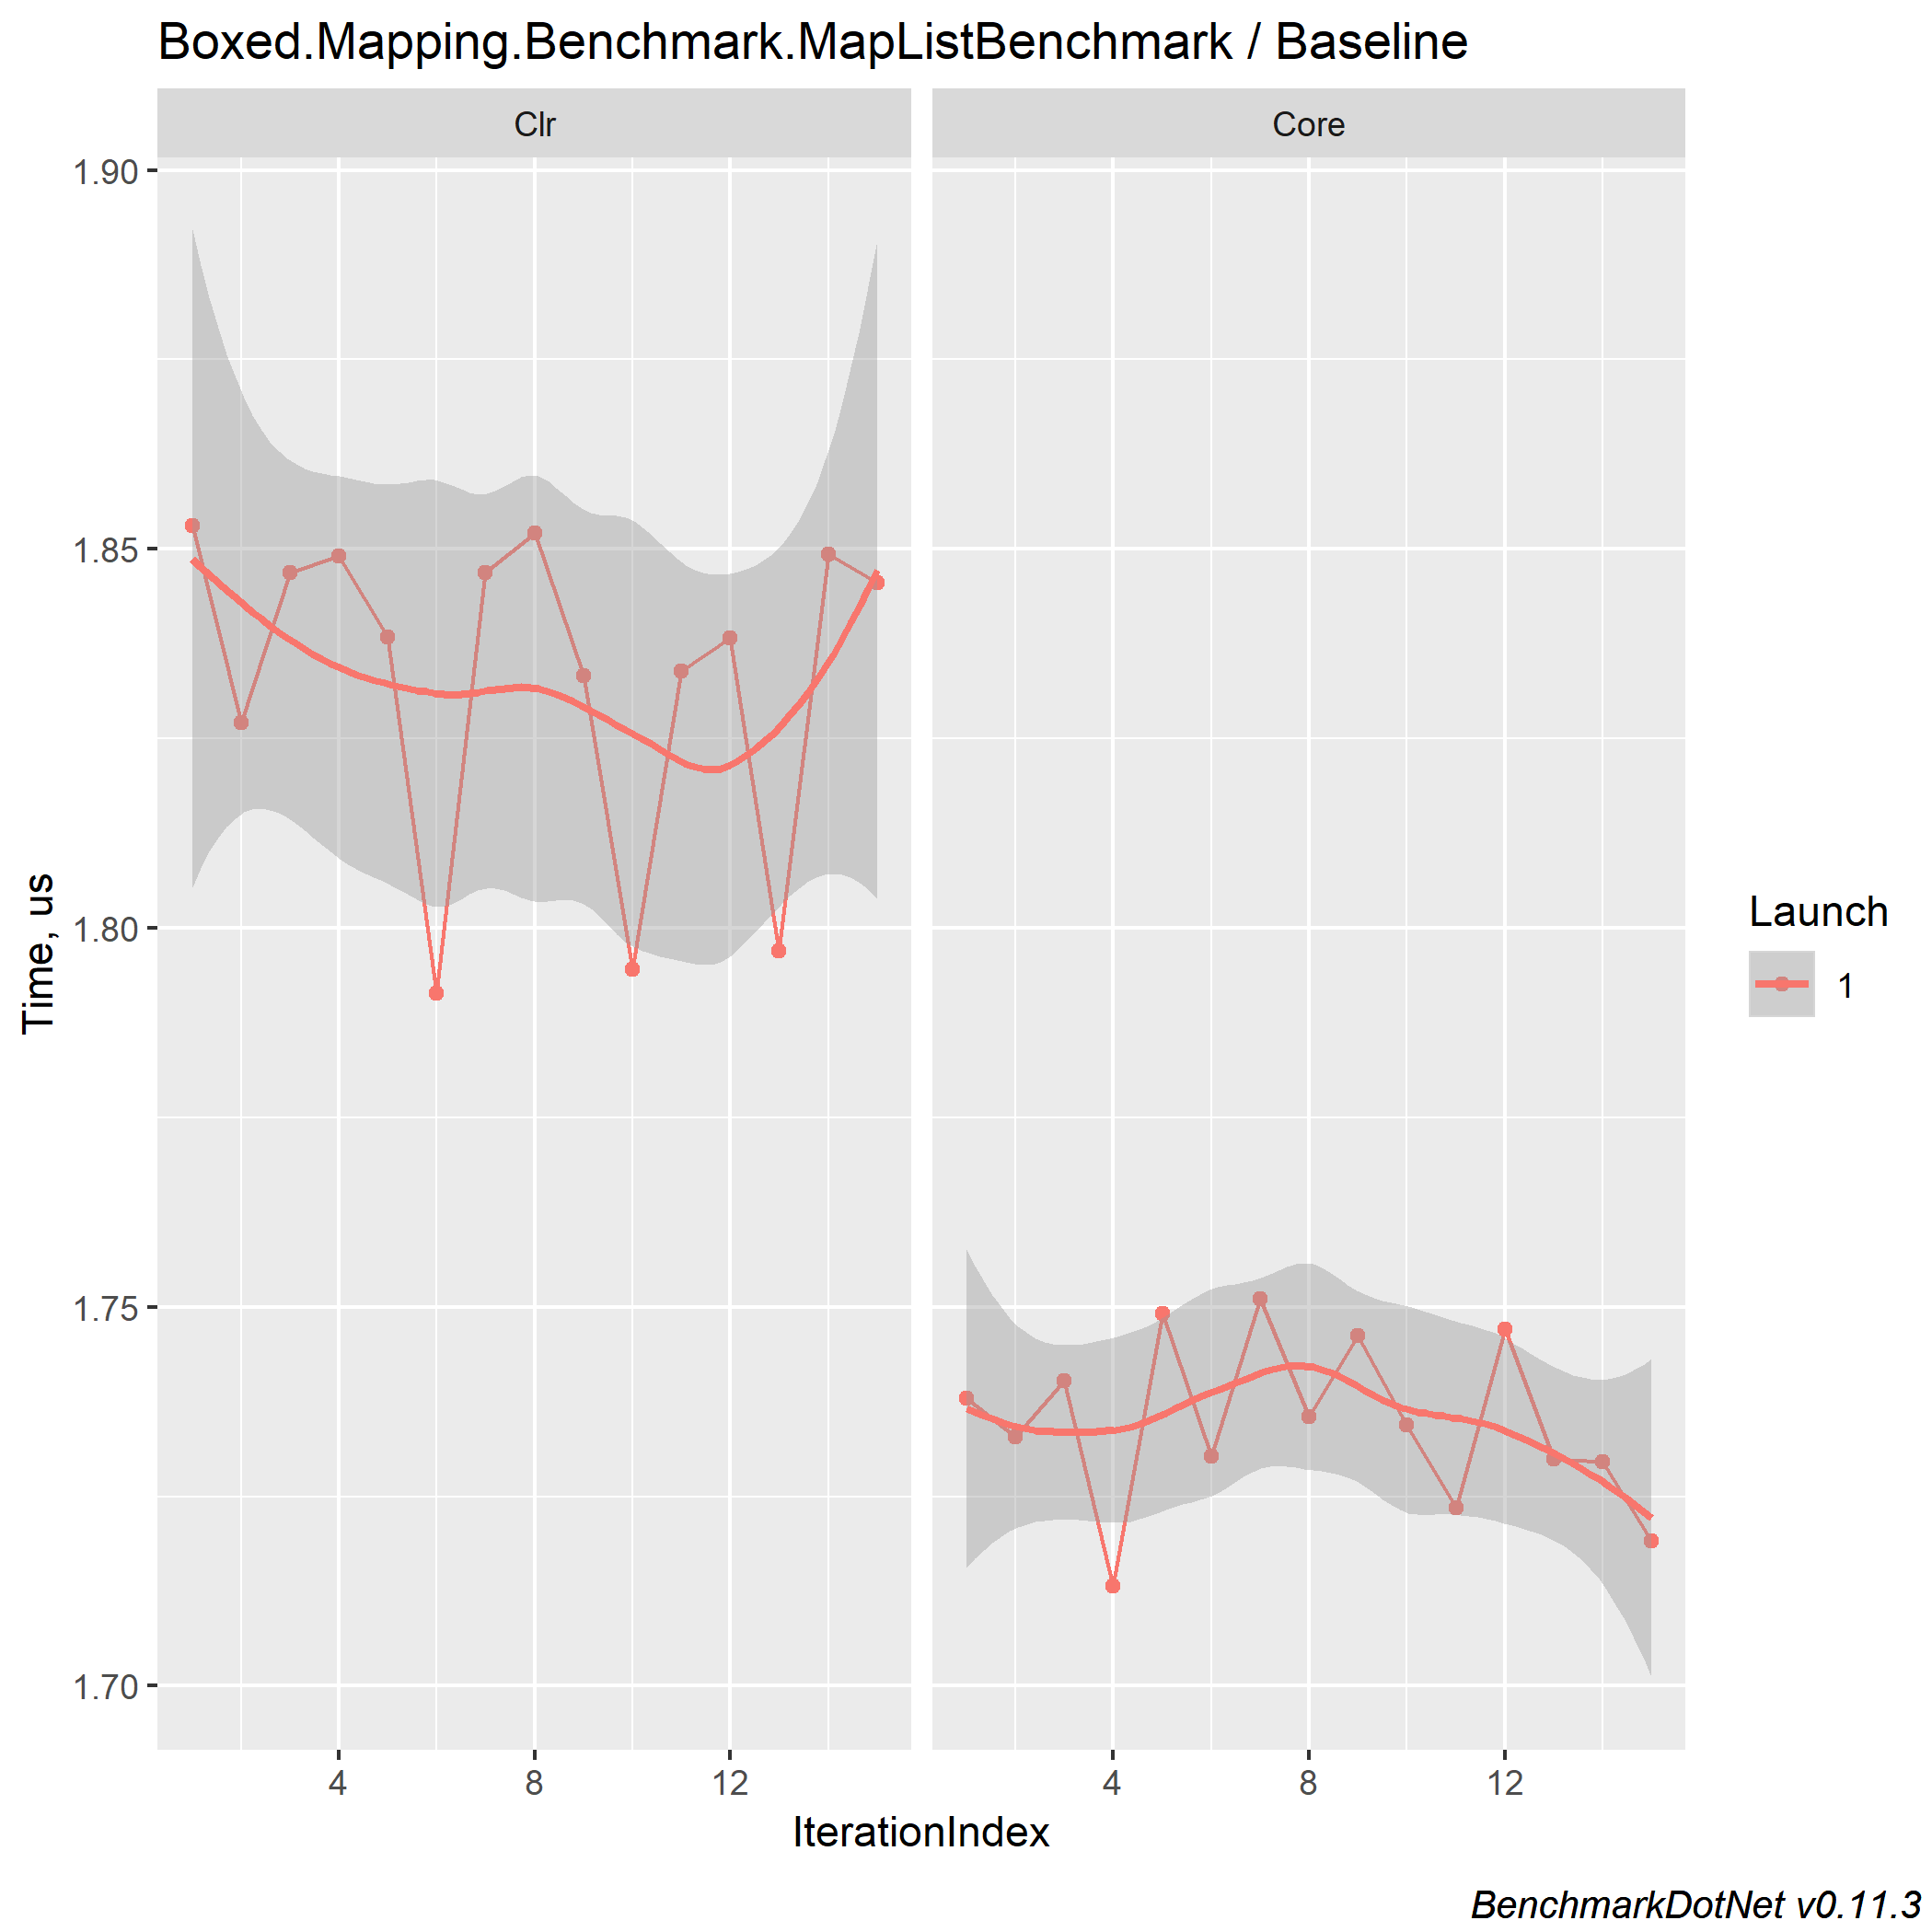 Boxed.Mapping.Benchmark.MapListBenchmark / Baseline
Clr
Core
1.90
1.85
1.80
1.75
1.70
Time, us
4
8
12
4
8
12
IterationIndex
Launch
1
BenchmarkDotNet v0.11.3